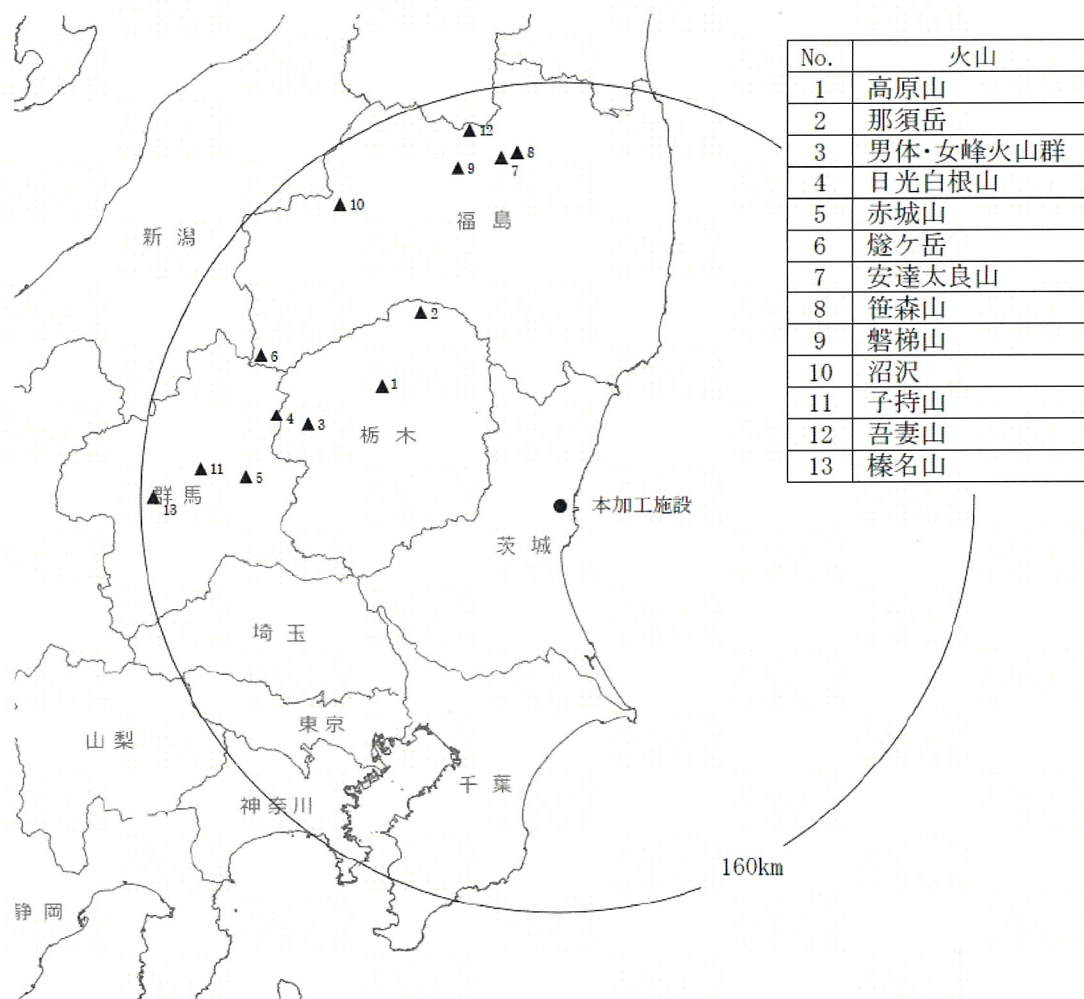 No. 火山
1 高原山
2 那須岳
3 男体・女峰火山群
4 日光白根山
5 赤城山
6 燧ケ岳
7 安達太良山
8 笹森山
9 磐梯山
10 沼沢
11 子持山
12 吾妻山
13 榛名山
12
8
9
7
10
福島
新潟
2
6
1
4
3
栃木
11
5
群馬
13
本加工施設
茨城
埼玉
東京
山梨
千葉
神奈川
160km
静岡